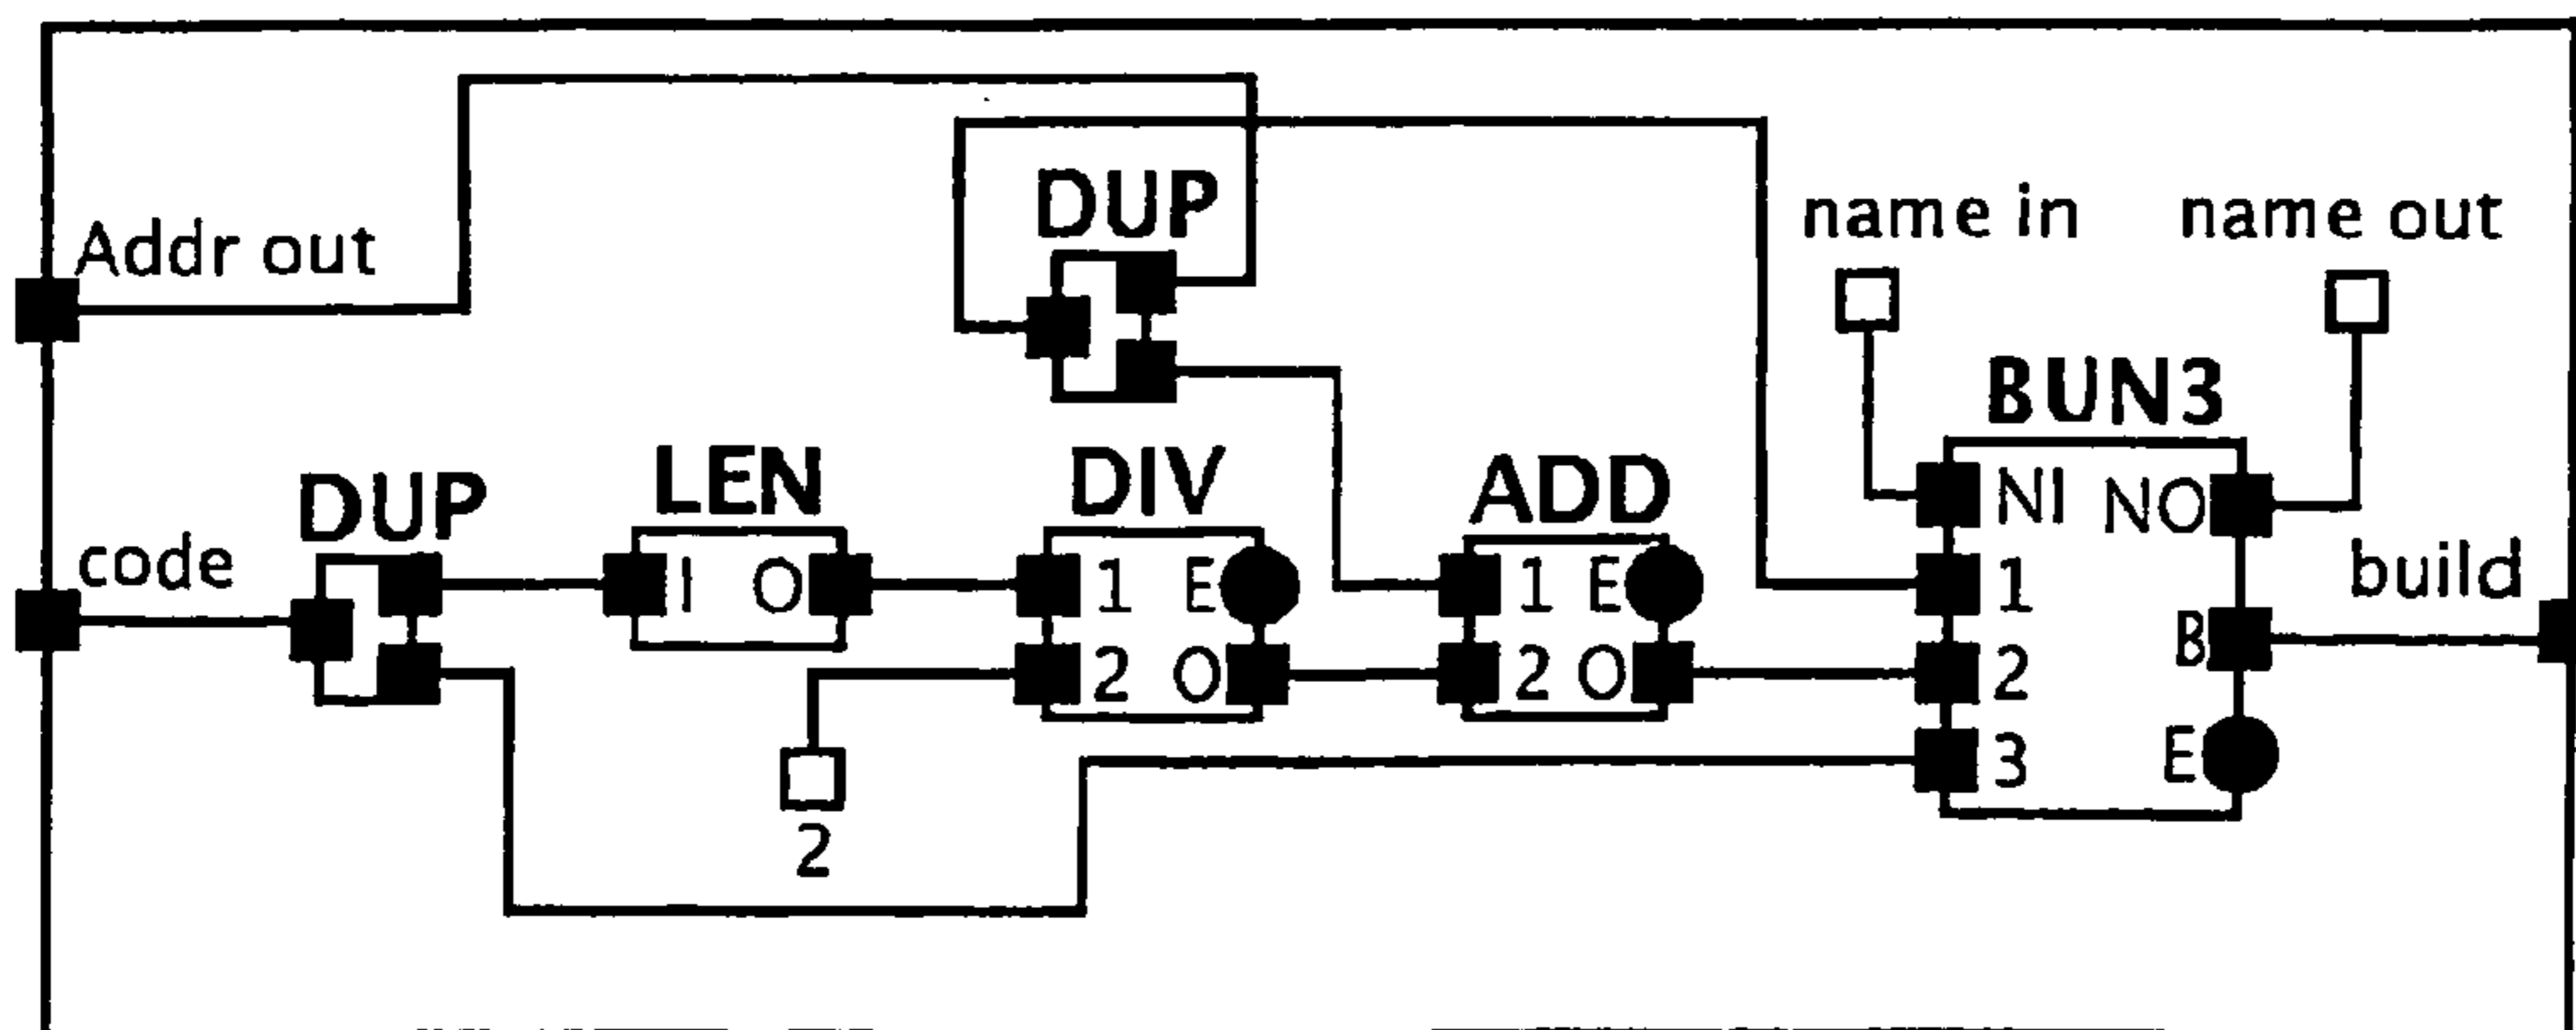 DUP
name in name out
Addr out
BUN3
DUP LEN DIV ADD
NI NO
code build
I O 1 E 1 E 1
B
2 O 2 O 2
E
3
2